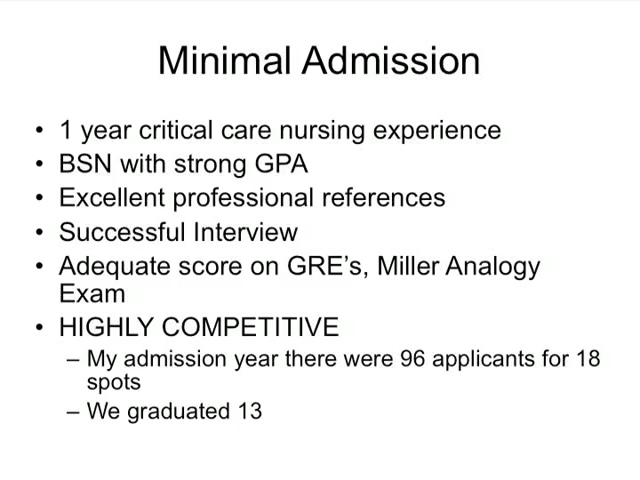 Minimal Admission
• 1 year critical care nursing experience
• BSN with strong GPA
• Excellent professional references
• Successful Interview
• Adequate score on GRE’s, Miller Analogy
Exam
• HIGHLY COMPETITIVE
– My admission year there were 96 applicants for 18
spots
– We graduated 13